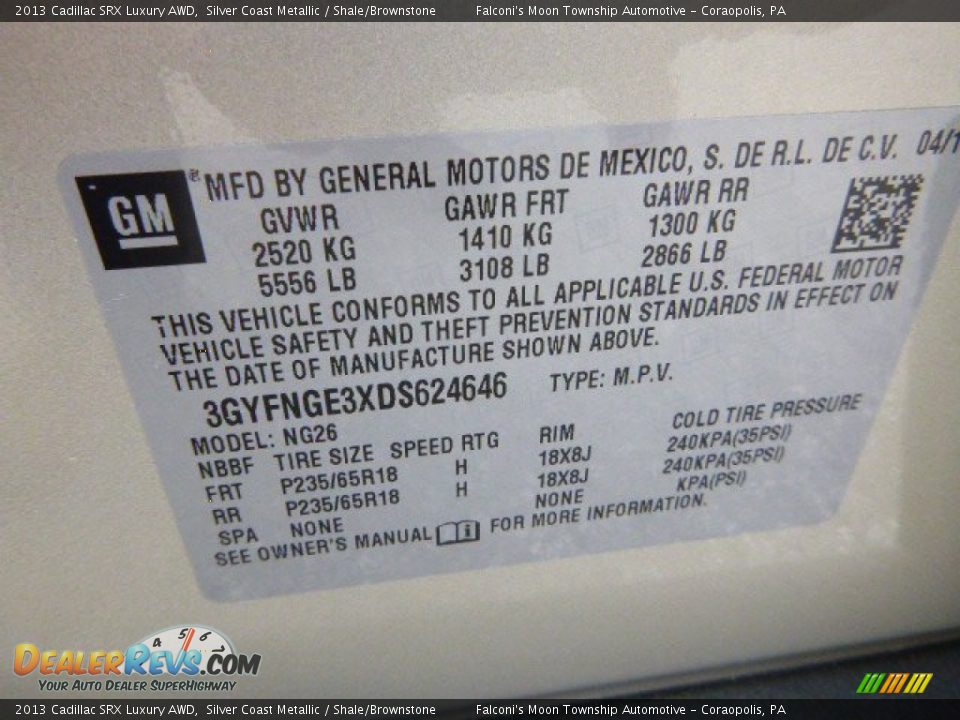 2013 Cadillac SRX Luxury AWD, Silver Coast Metallic / Shale/Brownstone Falconi's Moon Township Automotive - Coraopolis, PA
GM
MFD BY GENERAL MOTORS DE MEXICO, S. DE R.L. DE C.V. 04/1
GVWR GAWR FRT GAWR RR
2520 KG 1410 KG 1300 KG
5556 LB 3108 LB 2866 LB
THIS VEHICLE CONFORMS TO ALL APPLICABLE U.S. FEDERAL MOTOR
VEHICLE SAFETY AND THEFT PREVENTION STANDARDS IN EFFECT ON
THE DATE OF MANUFACTURE SHOWN ABOVE.
3GYFNGE3XDS624646 TYPE: M.P.V.
MODEL: NG26
NBBF TIRE SIZE SPEED RTG RIM COLD TIRE PRESSURE
FRT P235/65R18 H 18X8J 240KPA(35PSI)
RR P235/65R18 H 18X8J 240KPA(35PSI)
SPA NONE NONE KPA(PSI)
SEE OWNER'S MANUAL i FOR MORE INFORMATION.
4 5 6 7
DealerRevs.com
Your Auto Dealer SuperHighway
2013 Cadillac SRX Luxury AWD, Silver Coast Metallic / Shale/Brownstone Falconi's Moon Township Automotive - Coraopolis, PA